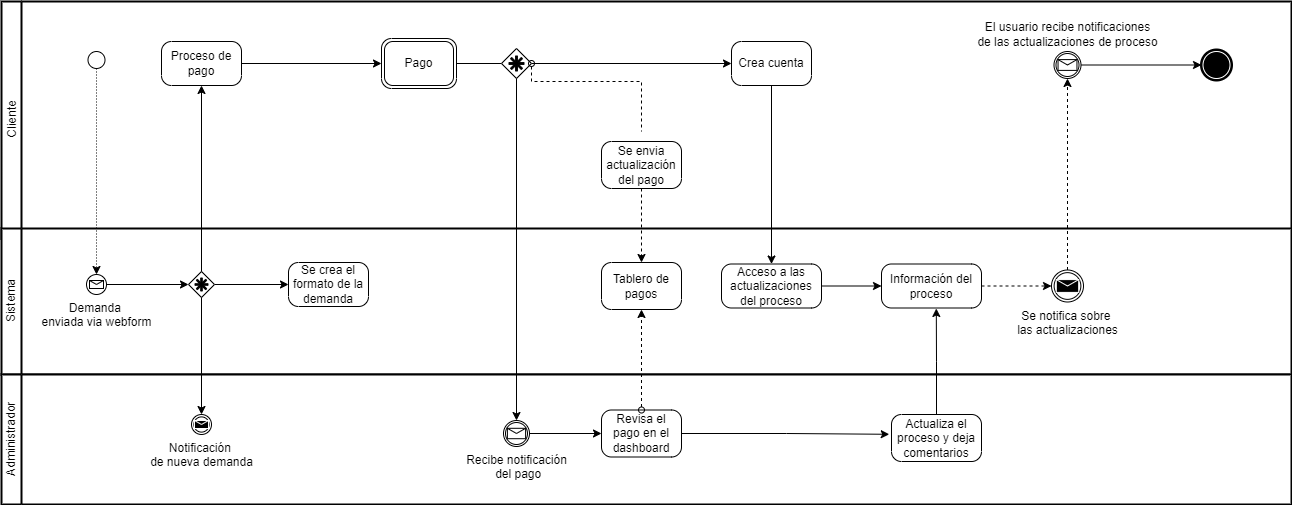 Cliente
Proceso de
pago
Pago
Crea cuenta
El usuario recibe notificaciones
de las actualizaciones de proceso
Se envia
actualización
del pago
Sistema
Demanda
enviada via webform
Se crea el
formato de la
demanda
Tablero de
pagos
Acceso a las
actualizaciones
del proceso
Información del
proceso
Se notifica sobre
las actualizaciones
Administrador
Notificación
de nueva demanda
Recibe notificación
del pago
Revisa el
pago en el
dashboard
Actualiza el
proceso y deja
comentarios